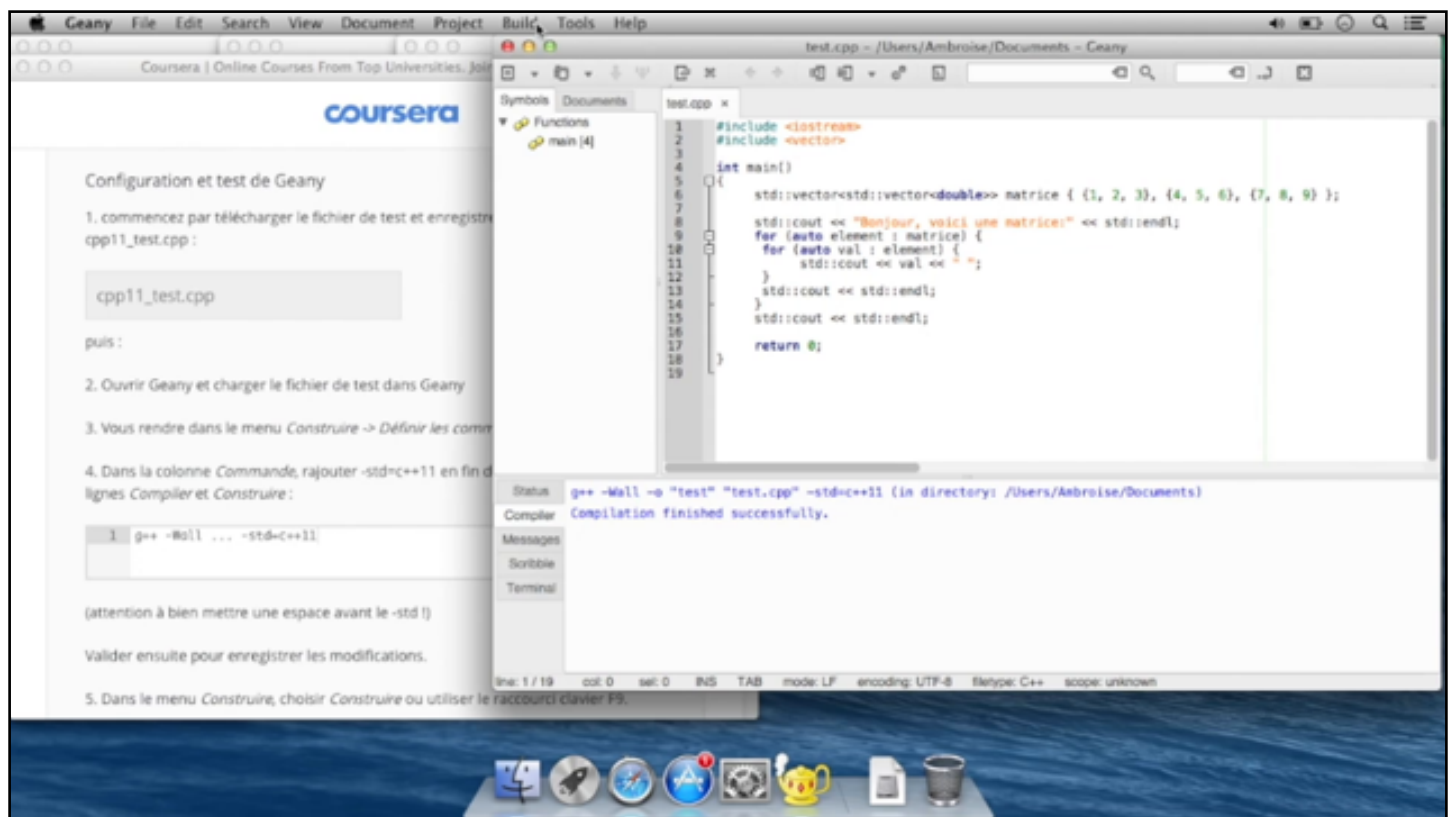 Geany File Edit Search View Document Project Build Tools Help
Coursera | Online Courses From Top Universities. Join
coursera
Configuration et test de Geany
1. commencez par télécharger le fichier de test et enregistre
cpp11_test.cpp :
cpp11_test.cpp
puis :
2. Ouvrir Geany et charger le fichier de test dans Geany
3. Vous rendre dans le menu Construire -> Définir les comm
4. Dans la colonne Commande, rajouter -std=c++11 en fin d
lignes Compiler et Construire :
1 g++ -Wall ... -std=c++11
(attention à bien mettre une espace avant le -std !)
Valider ensuite pour enregistrer les modifications.
5. Dans le menu Construire, choisir Construire ou utiliser le raccourci clavier F9.
test.cpp – /Users/Ambroise/Documents – Geany
Symbols Documents
Functions
main [4]
test.cpp ×
1 #include <iostream>
2 #include <vector>
3
4 int main()
5 {
6 std::vector<std::vector<double>> matrice { {1, 2, 3}, {4, 5, 6}, {7, 8, 9} };
7
8 std::cout << "Bonjour, voici une matrice:" << std::endl;
9 for (auto element : matrice) {
10 for (auto val : element) {
11 std::cout << val << " ";
12 }
13 std::cout << std::endl;
14 }
15 std::cout << std::endl;
16
17 return 0;
18 }
19
Status
Compiler
Messages
Scribble
Terminal
g++ -Wall -o "test" "test.cpp" -std=c++11 (in directory: /Users/Ambroise/Documents)
Compilation finished successfully.
line: 1 / 19 col: 0 sel: 0 INS TAB mode: LF encoding: UTF-8 filetype: C++ scope: unknown
1